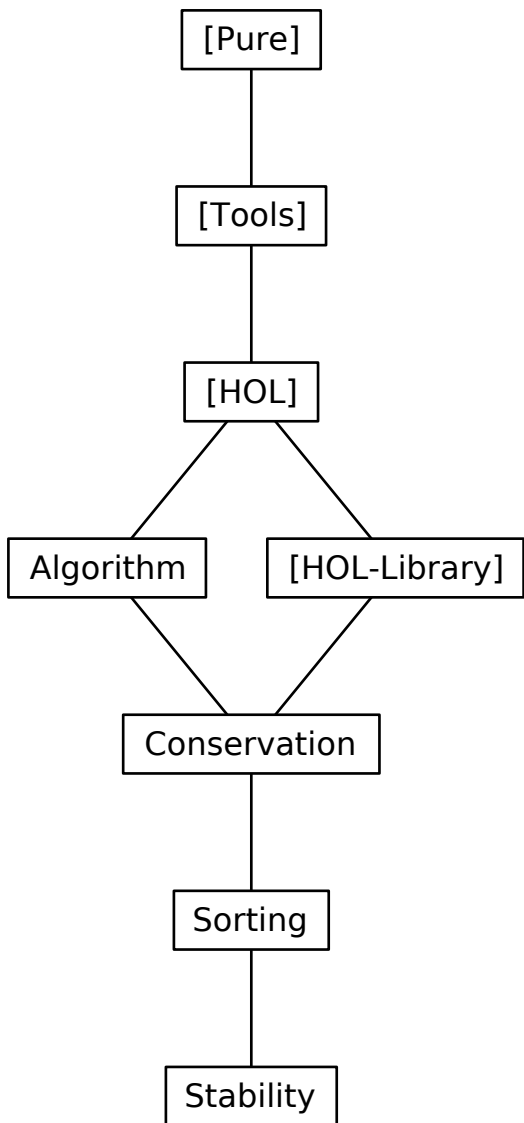 [Pure]
[Tools]
[HOL]
Algorithm
[HOL-Library]
Conservation
Sorting
Stability